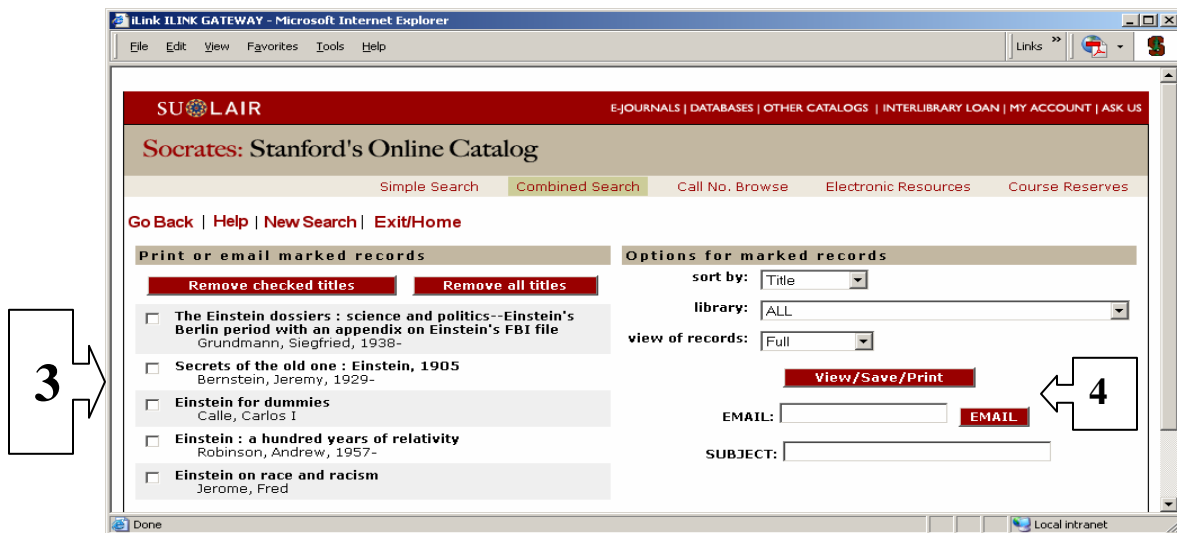 iLink ILINK GATEWAY - Microsoft Internet Explorer
File Edit View Favorites Tools Help Links »
SU LAIR E-JOURNALS | DATABASES | OTHER CATALOGS | INTERLIBRARY LOAN | MY ACCOUNT | ASK US
Socrates: Stanford's Online Catalog
Simple Search Combined Search Call No. Browse Electronic Resources Course Reserves
Go Back | Help | New Search | Exit/Home
Print or email marked records
Remove checked titles Remove all titles
The Einstein dossiers : science and politics--Einstein's
Berlin period with an appendix on Einstein's FBI file
Grundmann, Siegfried, 1938-
Secrets of the old one : Einstein, 1905
Bernstein, Jeremy, 1929-
Einstein for dummies
Calle, Carlos I
Einstein : a hundred years of relativity
Robinson, Andrew, 1957-
Einstein on race and racism
Jerome, Fred
Options for marked records
sort by: Title
library: ALL
view of records: Full
View/Save/Print
EMAIL: EMAIL
SUBJECT:
3
4
Done Local intranet